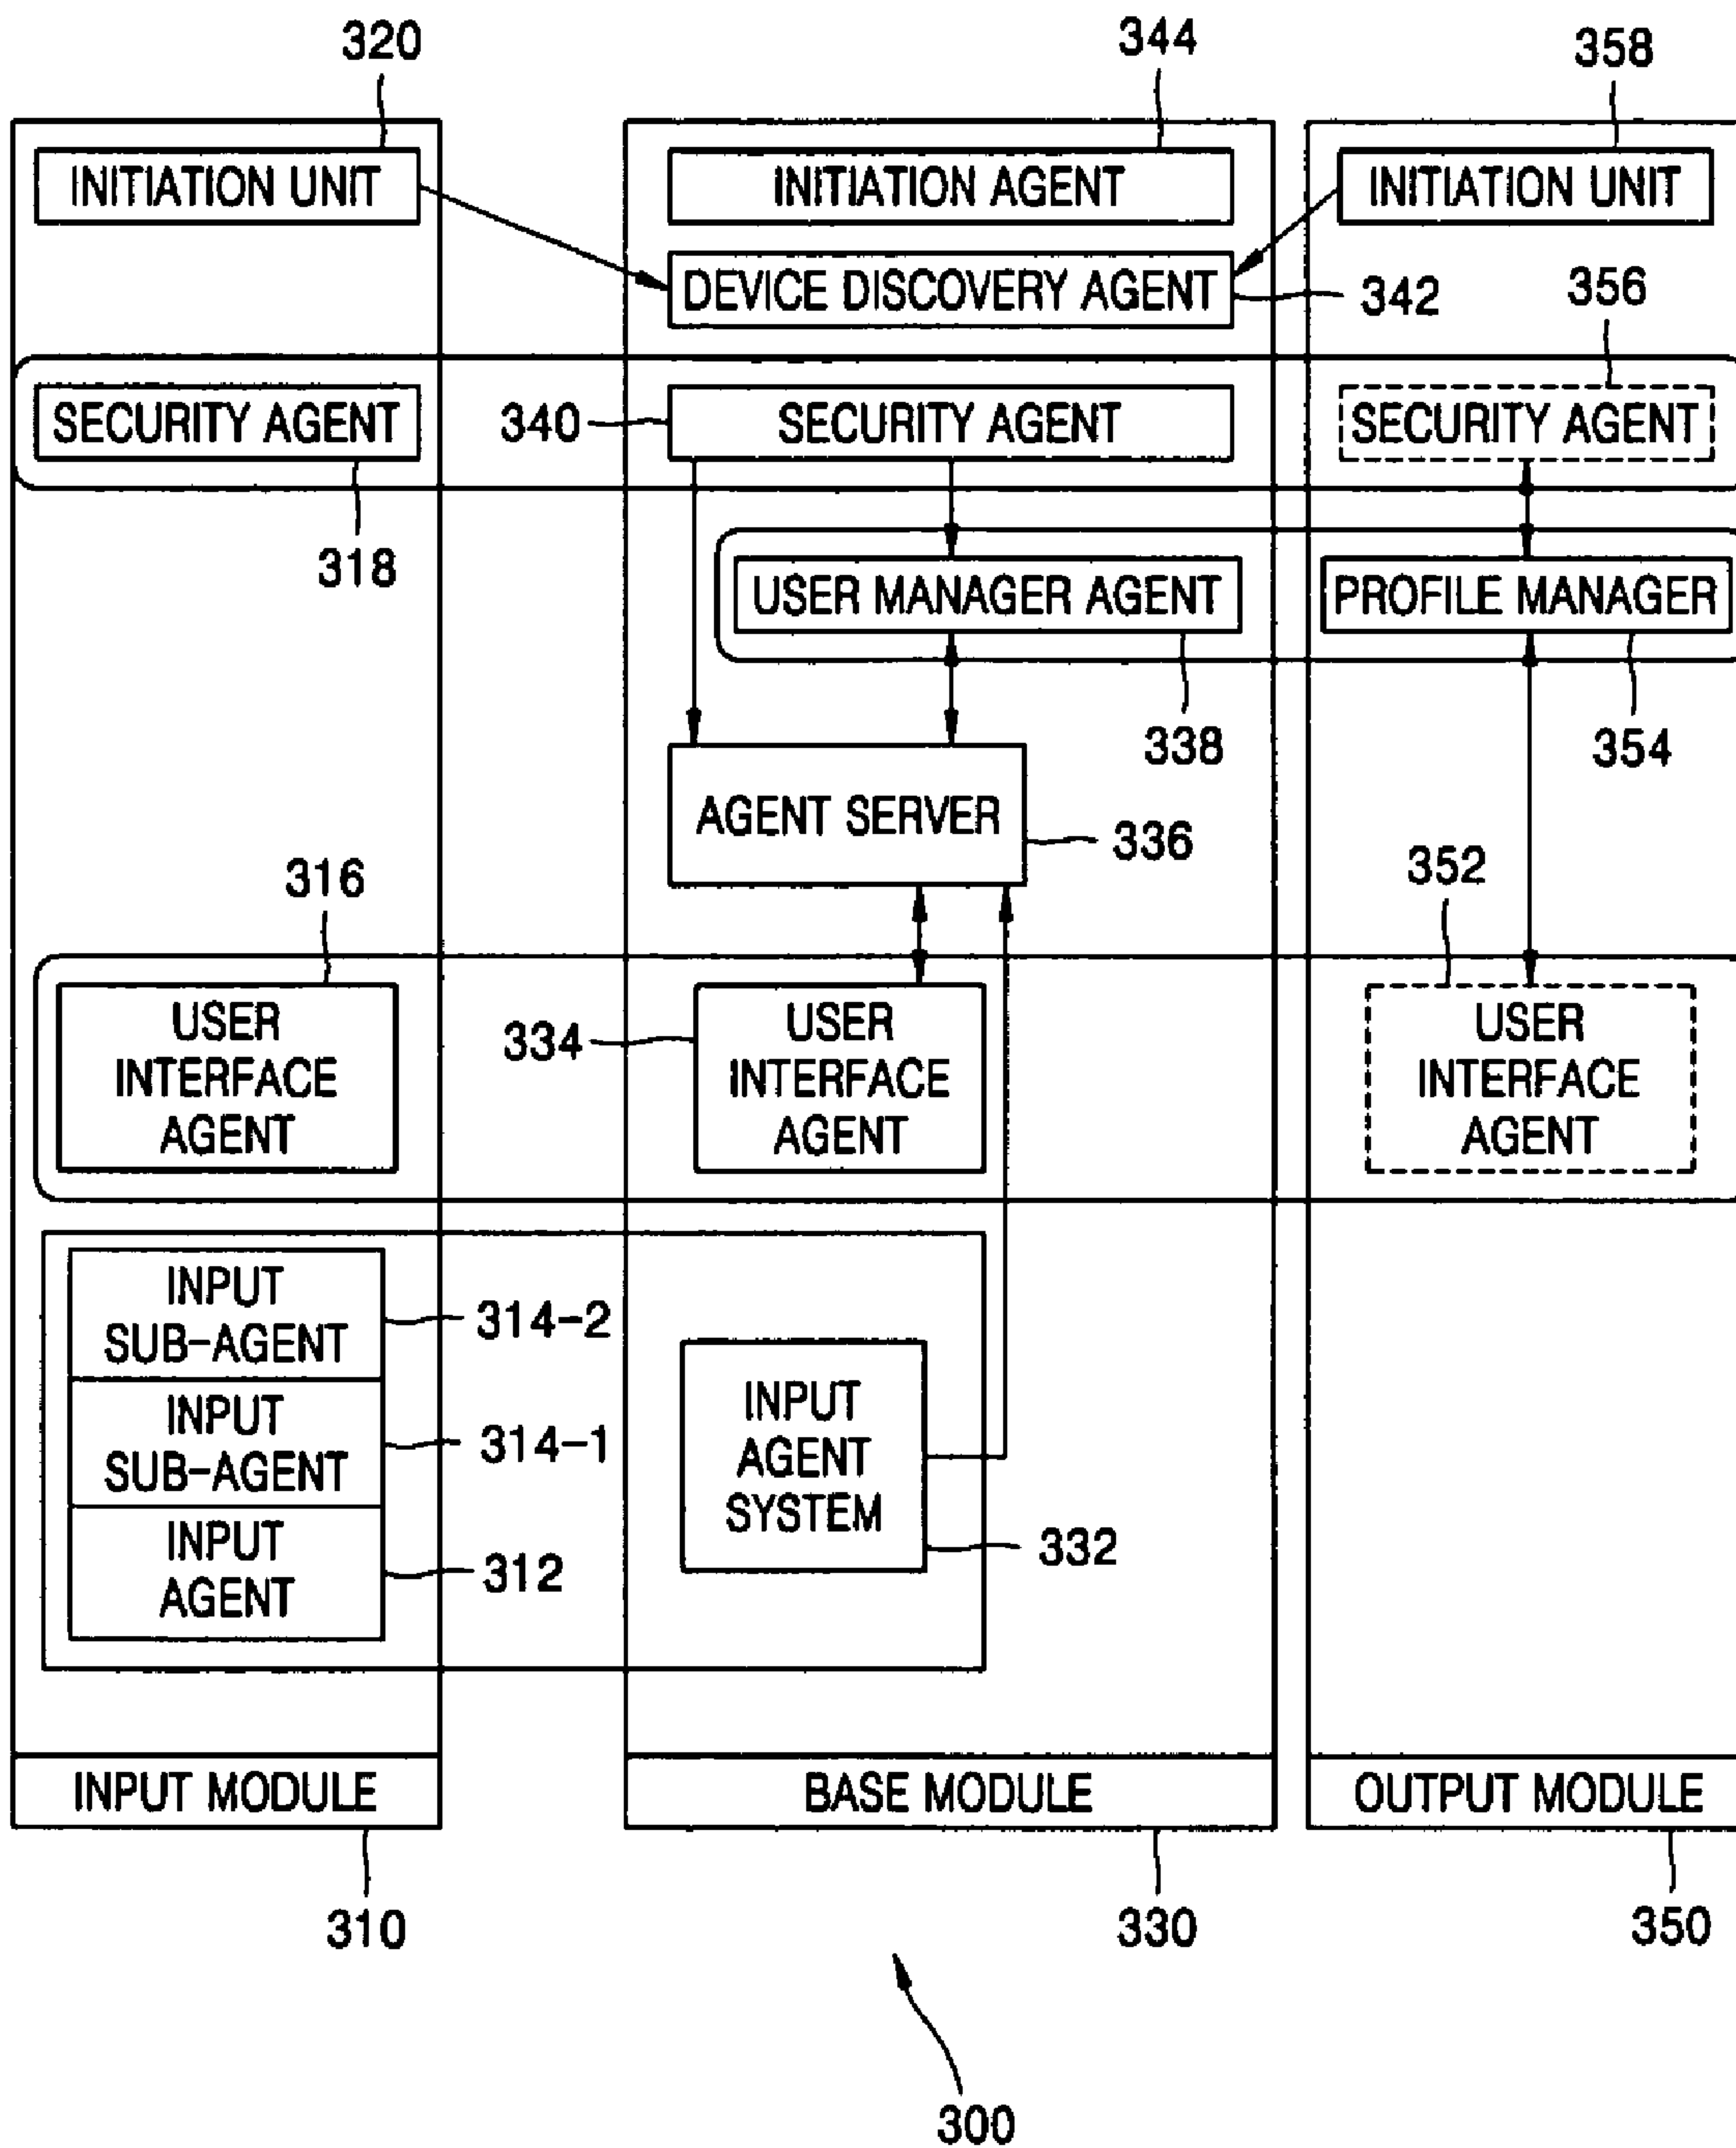 320
344
358
INITIATION UNIT
INITIATION AGENT
INITIATION UNIT
DEVICE DISCOVERY AGENT
342
356
SECURITY AGENT
340
SECURITY AGENT
SECURITY AGENT
318
USER MANAGER AGENT
PROFILE MANAGER
338
354
AGENT SERVER
336
316
352
USER
INTERFACE
AGENT
334
USER
INTERFACE
AGENT
USER
INTERFACE
AGENT
INPUT
SUB-AGENT
314-2
INPUT
SUB-AGENT
314-1
INPUT
AGENT
312
INPUT
AGENT
SYSTEM
332
INPUT MODULE
BASE MODULE
OUTPUT MODULE
310
330
350
300